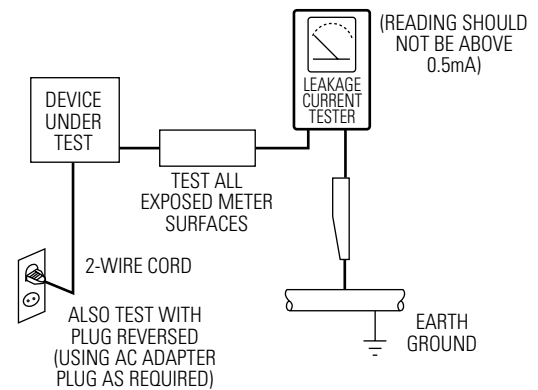 (READING SHOULD
NOT BE ABOVE
0.5mA)
LEAKAGE
CURRENT
TESTER
DEVICE
UNDER
TEST
TEST ALL
EXPOSED METER
SURFACES
2-WIRE CORD
ALSO TEST WITH
PLUG REVERSED
(USING AC ADAPTER
PLUG AS REQUIRED)
EARTH
GROUND